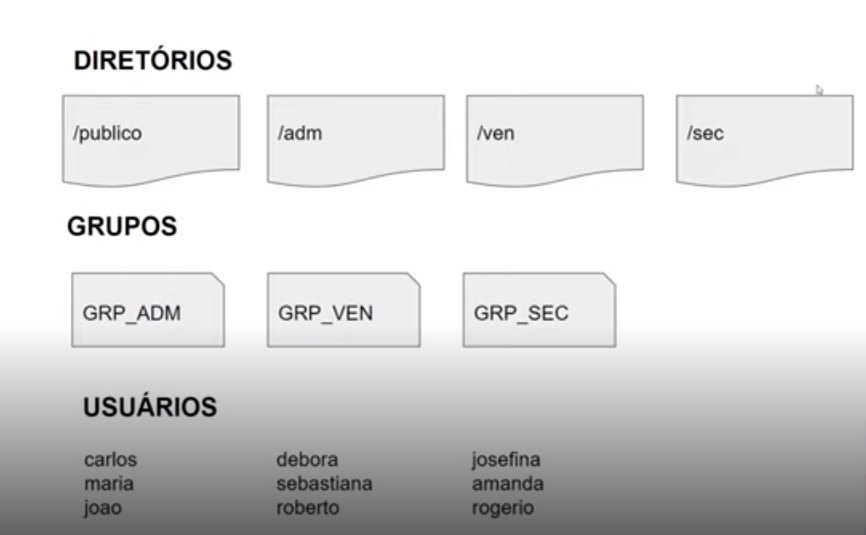 DIRETÓRIOS
/publico
/adm
/ven
/sec
GRUPOS
GRP_ADM
GRP_VEN
GRP_SEC
USUÁRIOS
carlos
maria
joao
debora
sebastiana
roberto
josefina
amanda
rogerio